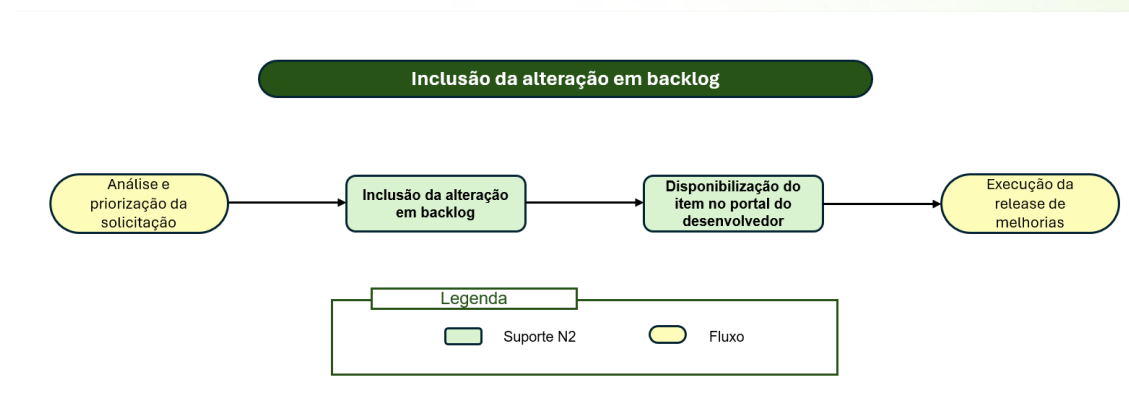 Inclusão da alteração em backlog
Análise e
priorização da
solicitação
Inclusão da alteração
em backlog
Disponibilização do
item no portal do
desenvolvedor
Execução da
release de
melhorias
Legenda
Suporte N2
Fluxo